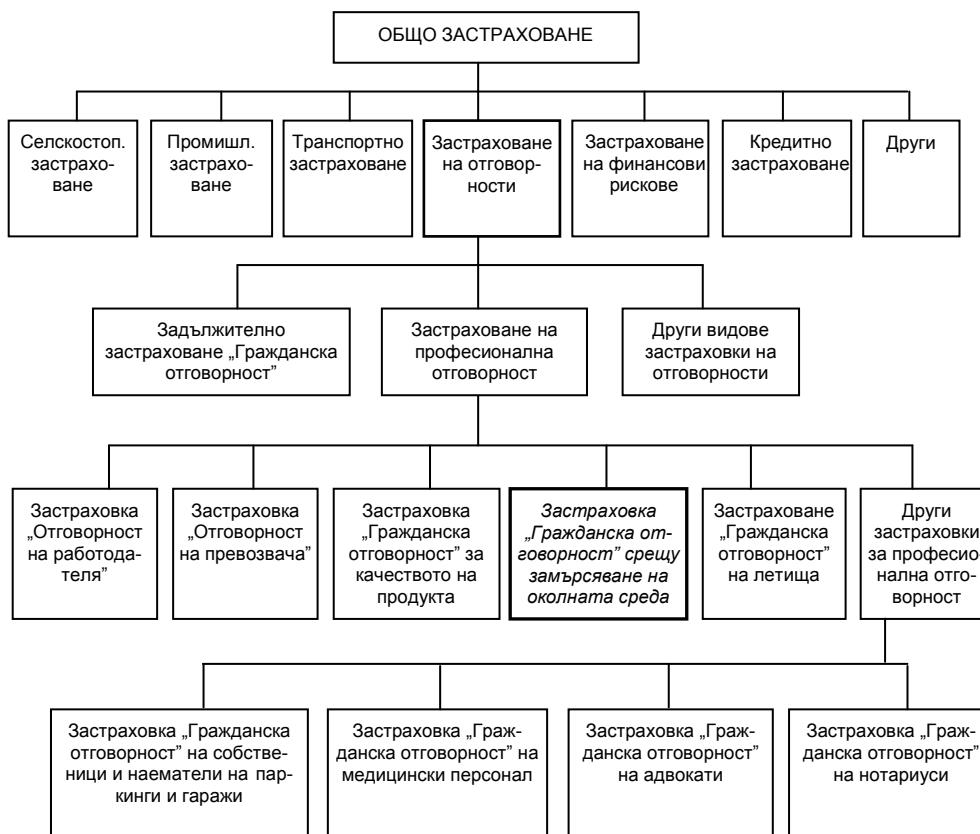 ОБЩО ЗАСТРАХОВАНЕ
Селскостоп.
застрахо-
ване
Промишл.
застрахо-
ване
Транспортно
застраховане
Застраховане
на отговор-
ности
Застраховане
на финансови
рискове
Кредитно
застраховане
Други
Задължително
застраховане „Гражданска
отговорност”
Застраховане на
професионална
отговорност
Други видове
застраховки на
отговорности
Застраховка
„Отговорност
на работода-
теля”
Застраховка
„Отговорност
на превозвача”
Застраховка
„Гражданска
отговорност” за
качеството на
продукта
Застраховка
„Гражданска от-
говорност” срещу
замърсяване на
околната среда
Застраховане
„Гражданска
отговорност”
на летища
Други
застраховки
за професио-
нална отго-
ворност
Застраховка „Гражданска
отговорност” на собстве-
ници и наематели на пар-
кинги и гаражи
Застраховка „Граж-
данска отговорност” на
медицински персонал
Застраховка „Граж-
данска отговорност”
на адвокати
Застраховка „Граж-
данска отговорност”
на нотариуси